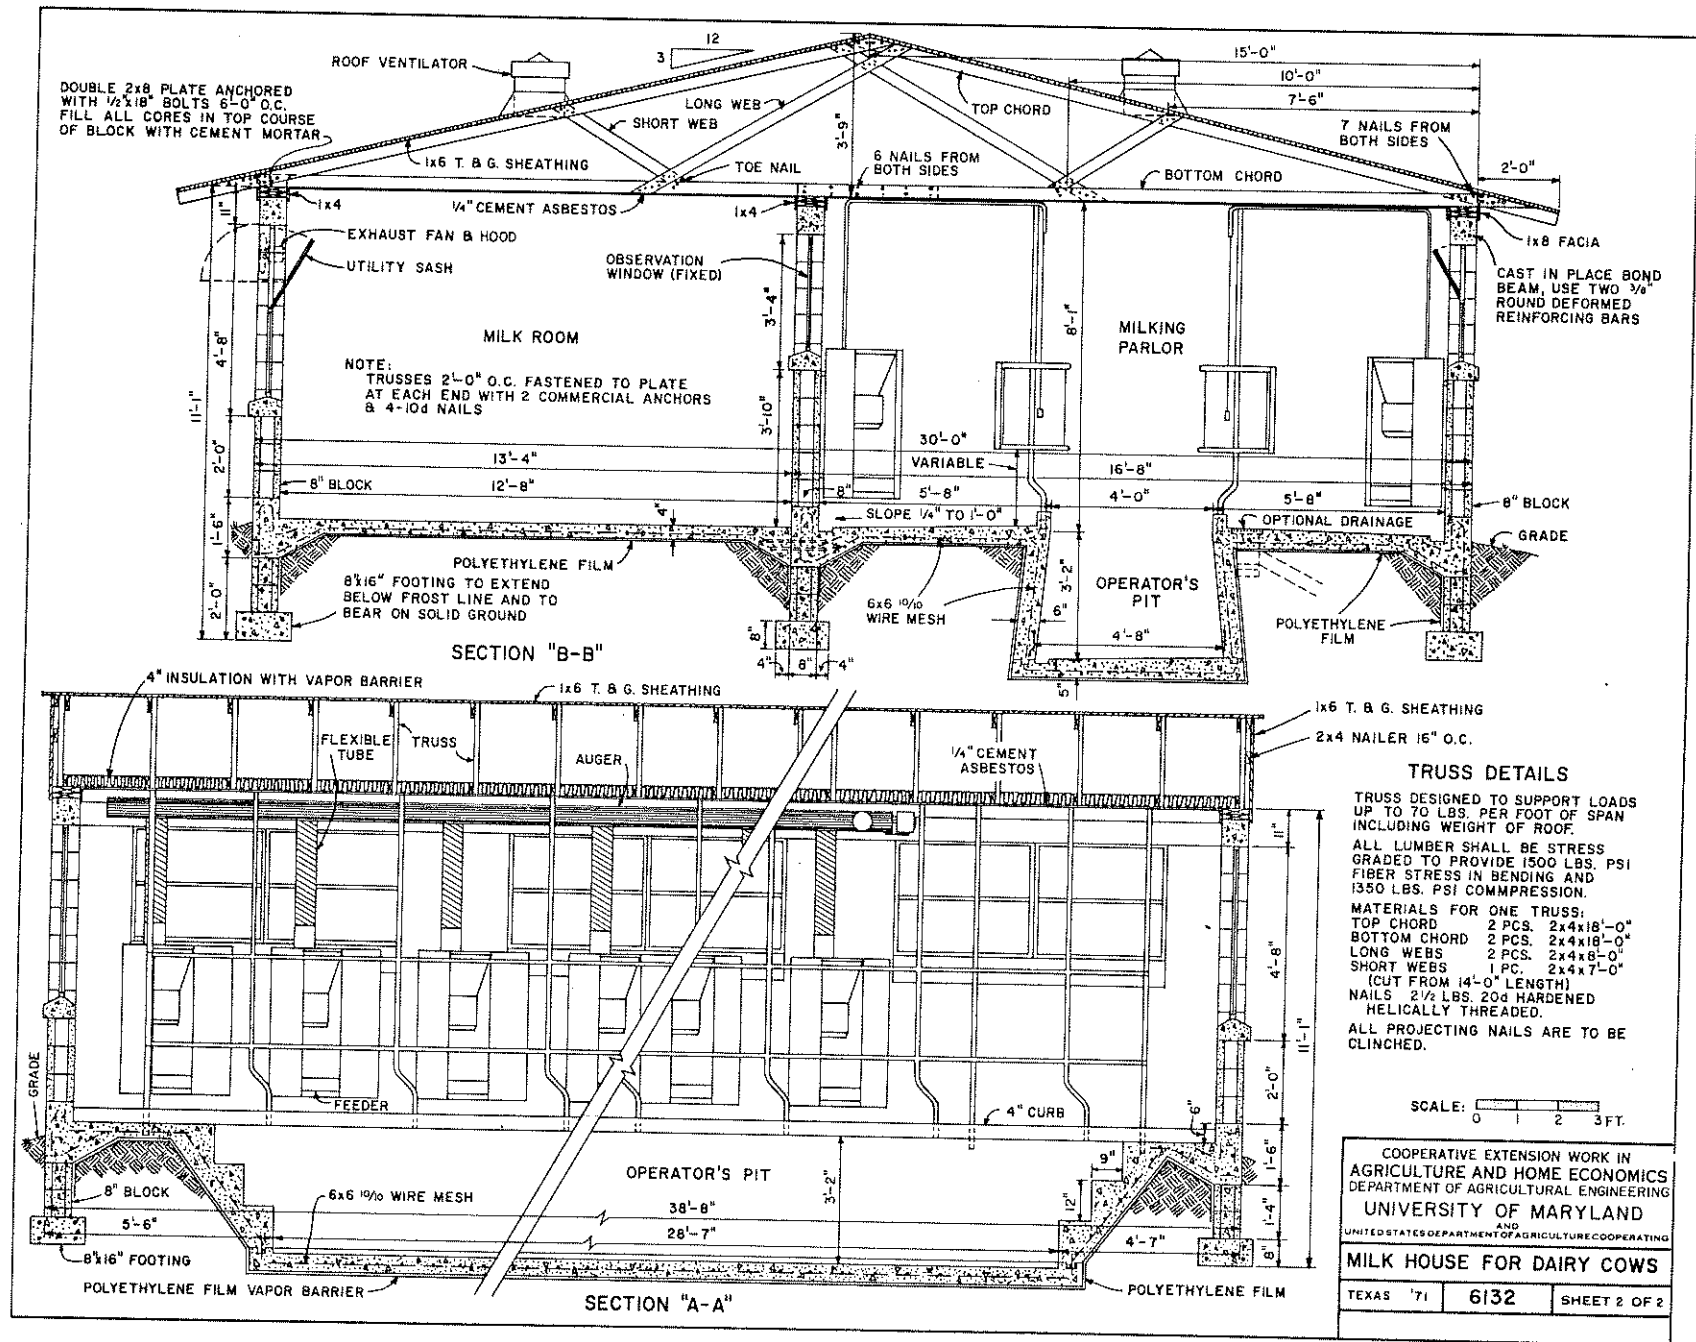 12
3
ROOF VENTILATOR
15'-0"
10'-0"
7'-6"
DOUBLE 2x8 PLATE ANCHORED
WITH 1/2"x18" BOLTS 6'-0" O.C.
FILL ALL CORES IN TOP COURSE
OF BLOCK WITH CEMENT MORTAR
LONG WEB
SHORT WEB
TOP CHORD
3'-9"
7 NAILS FROM
BOTH SIDES
1x6 T. & G. SHEATHING
TOE NAIL
6 NAILS FROM
BOTH SIDES
BOTTOM CHORD
2'-0"
11"
1x4
1/4" CEMENT ASBESTOS
1x4
1x8 FACIA
EXHAUST FAN & HOOD
UTILITY SASH
OBSERVATION
WINDOW (FIXED)
CAST IN PLACE BOND
BEAM, USE TWO 3/8"
ROUND DEFORMED
REINFORCING BARS
3'-4"
8'-1"
MILK ROOM
MILKING
PARLOR
4'-8"
NOTE:
TRUSSES 2'-0" O.C. FASTENED TO PLATE
AT EACH END WITH 2 COMMERCIAL ANCHORS
& 4-10d NAILS
11'-1"
3'-10"
30'-0"
2'-0"
13'-4"
VARIABLE
16'-8"
8" BLOCK
12'-8"
8"
5'-8"
4'-0"
5'-8"
8" BLOCK
1'-6"
4"
SLOPE 1/4" TO 1'-0"
OPTIONAL DRAINAGE
GRADE
POLYETHYLENE FILM
2'-0"
8"x16" FOOTING TO EXTEND
BELOW FROST LINE AND TO
BEAR ON SOLID GROUND
3'-2"
OPERATOR'S
PIT
6x6 10/10
WIRE MESH
6"
POLYETHYLENE
FILM
8"
4'-8"
4"
8"
4"
5"
SECTION "B-B"
4" INSULATION WITH VAPOR BARRIER
1x6 T. & G. SHEATHING
1x6 T. & G. SHEATHING
2x4 NAILER 16" O.C.
FLEXIBLE
TUBE
TRUSS
AUGER
1/4" CEMENT
ASBESTOS
11"
4'-8"
11'-1"
2'-0"
GRADE
FEEDER
4" CURB
6"
1'-6"
OPERATOR'S PIT
3'-2"
9"
12"
8" BLOCK
6x6 10/10 WIRE MESH
38'-8"
1'-4"
5'-6"
28'-7"
4'-7"
8"
8"x16" FOOTING
POLYETHYLENE FILM VAPOR BARRIER
POLYETHYLENE FILM
SECTION "A-A"
TRUSS DETAILS
TRUSS DESIGNED TO SUPPORT LOADS
UP TO 70 LBS. PER FOOT OF SPAN
INCLUDING WEIGHT OF ROOF.
ALL LUMBER SHALL BE STRESS
GRADED TO PROVIDE 1500 LBS. PSI
FIBER STRESS IN BENDING AND
1350 LBS. PSI COMMPRESSION.
MATERIALS FOR ONE TRUSS:
TOP CHORD 2 PCS. 2x4x18'-0"
BOTTOM CHORD 2 PCS. 2x4x18'-0"
LONG WEBS 2 PCS. 2x4x8'-0"
SHORT WEBS 1 PC. 2x4x7'-0"
(CUT FROM 14'-0" LENGTH)
NAILS 2 1/2 LBS. 20d HARDENED
HELICALLY THREADED.
ALL PROJECTING NAILS ARE TO BE
CLINCHED.
SCALE:
0 1 2 3 FT.
COOPERATIVE EXTENSION WORK IN
AGRICULTURE AND HOME ECONOMICS
DEPARTMENT OF AGRICULTURAL ENGINEERING
UNIVERSITY OF MARYLAND
AND
UNITED STATES DEPARTMENT OF AGRICULTURE COOPERATING
MILK HOUSE FOR DAIRY COWS
TEXAS '71 6132 SHEET 2 OF 2